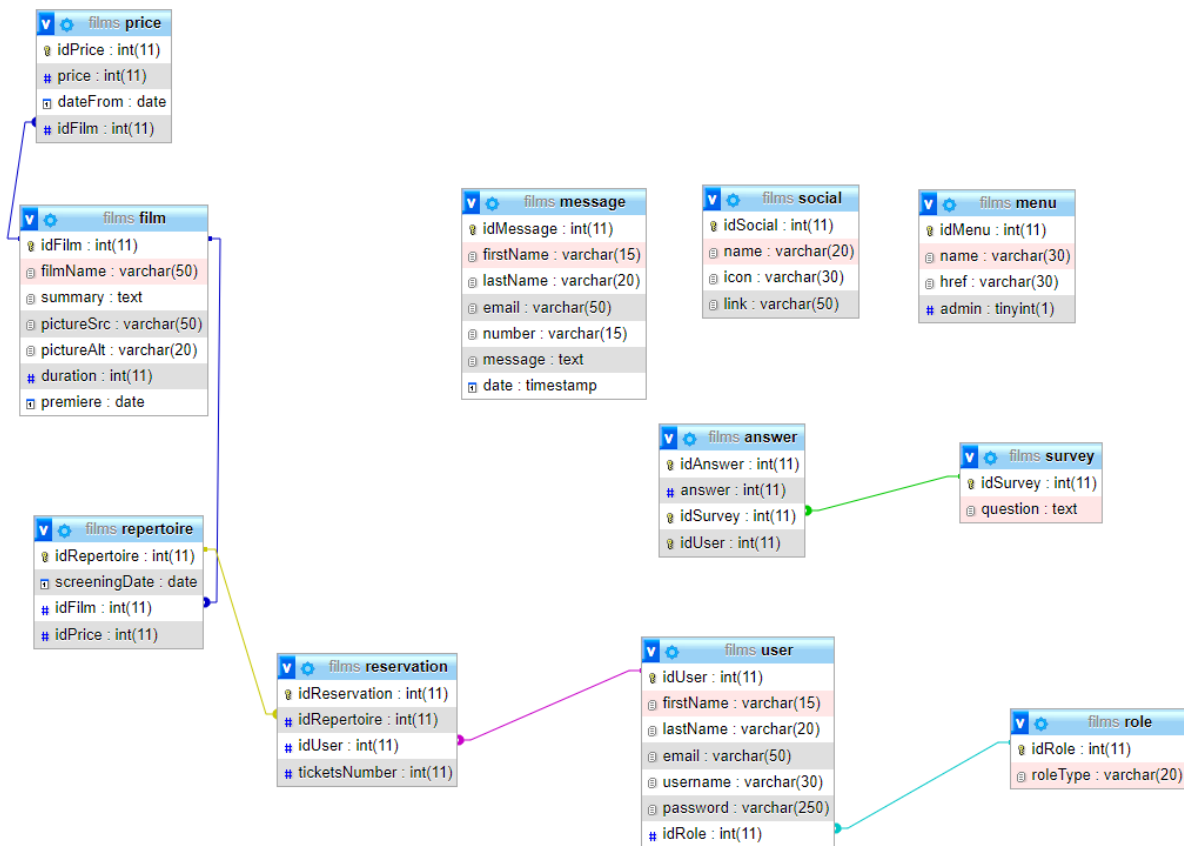 films price
idPrice : int(11)
# price : int(11)
dateFrom : date
# idFilm : int(11)
films film
idFilm : int(11)
filmName : varchar(50)
summary : text
pictureSrc : varchar(50)
pictureAlt : varchar(20)
# duration : int(11)
premiere : date
films message
idMessage : int(11)
firstName : varchar(15)
lastName : varchar(20)
email : varchar(50)
number : varchar(15)
message : text
date : timestamp
films social
idSocial : int(11)
name : varchar(20)
icon : varchar(30)
link : varchar(50)
films menu
idMenu : int(11)
name : varchar(30)
href : varchar(30)
# admin : tinyint(1)
films answer
idAnswer : int(11)
# answer : int(11)
idSurvey : int(11)
idUser : int(11)
films survey
idSurvey : int(11)
question : text
films repertoire
idRepertoire : int(11)
screeningDate : date
# idFilm : int(11)
# idPrice : int(11)
films reservation
idReservation : int(11)
# idRepertoire : int(11)
# idUser : int(11)
# ticketsNumber : int(11)
films user
idUser : int(11)
firstName : varchar(15)
lastName : varchar(20)
email : varchar(50)
username : varchar(30)
password : varchar(250)
# idRole : int(11)
films role
idRole : int(11)
roleType : varchar(20)